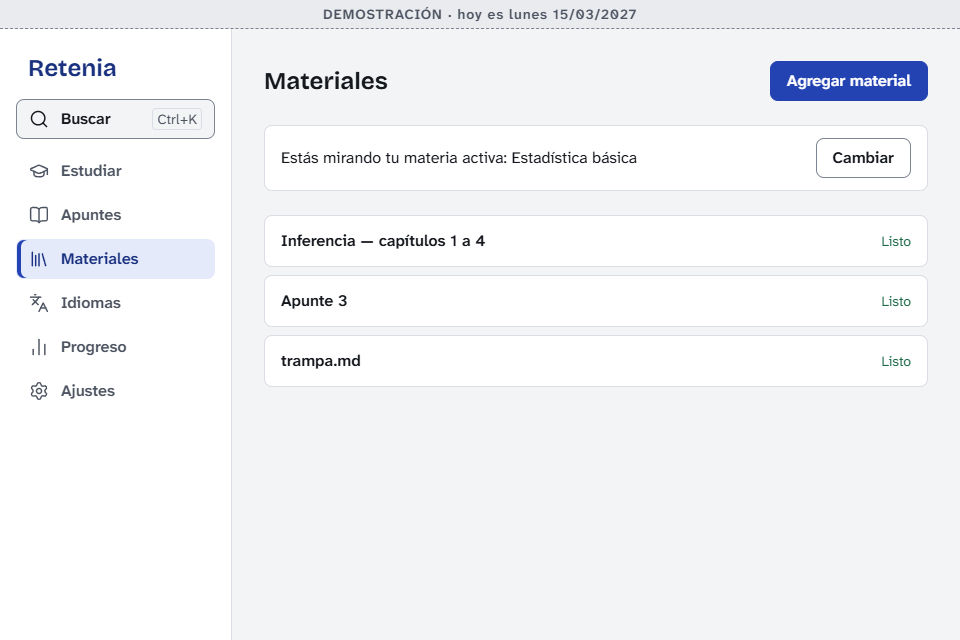 DEMOSTRACIÓN · hoy es lunes 15/03/2027
Retenia
Buscar Ctrl+K
Estudiar
Apuntes
Materiales
Idiomas
Progreso
Ajustes
Materiales
Agregar material
Estás mirando tu materia activa: Estadística básica
Cambiar
Inferencia — capítulos 1 a 4
Listo
Apunte 3
Listo
trampa.md
Listo